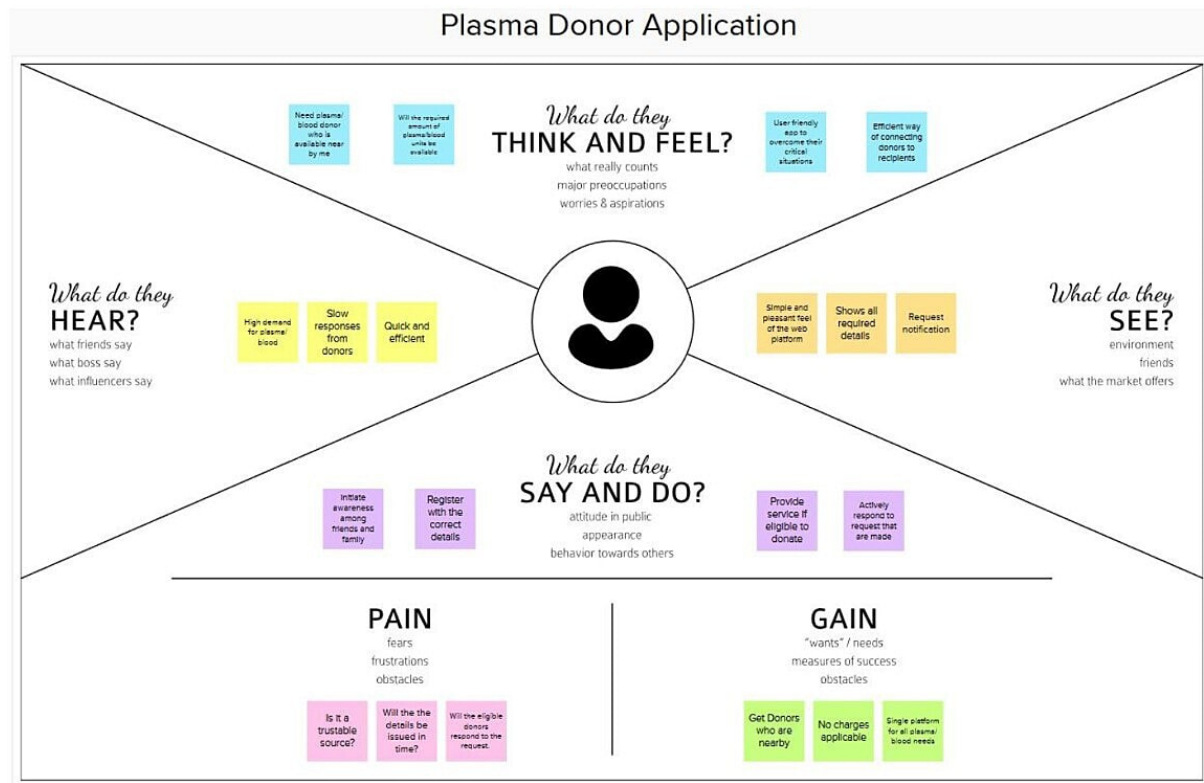 Plasma Donor Application
Need plasma/
blood donor
who is
available near
by me
Will the required
amount of
plasma/blood
units be
available
What do they
THINK AND FEEL?
what really counts
major preoccupations
worries & aspirations
User friendly
app to
overcome their
critical
situations
Efficient way
of connecting
donors to
recipients
What do they
HEAR?
what friends say
what boss say
what influencers say
High demand
for plasma/
blood
Slow
responses
from
donors
Quick and
efficient
Simple and
pleasant feel
of the web
platform
Shows all
required
details
Request
notification
What do they
SEE?
environment
friends
what the market offers
What do they
SAY AND DO?
attitude in public
appearance
behavior towards others
Initiate
awareness
among
friends and
family
Register
with the
correct
details
Provide
service if
eligible to
donate
Actively
respond to
request that
are made
PAIN
fears
frustrations
obstacles
Is it a
trustable
source?
Will the the
details be
issued in
time?
Will the eligible
donors
respond to the
request.
GAIN
"wants" / needs
measures of success
obstacles
Get Donors
who are
nearby
No charges
applicable
Single platform
for all plasma/
blood needs